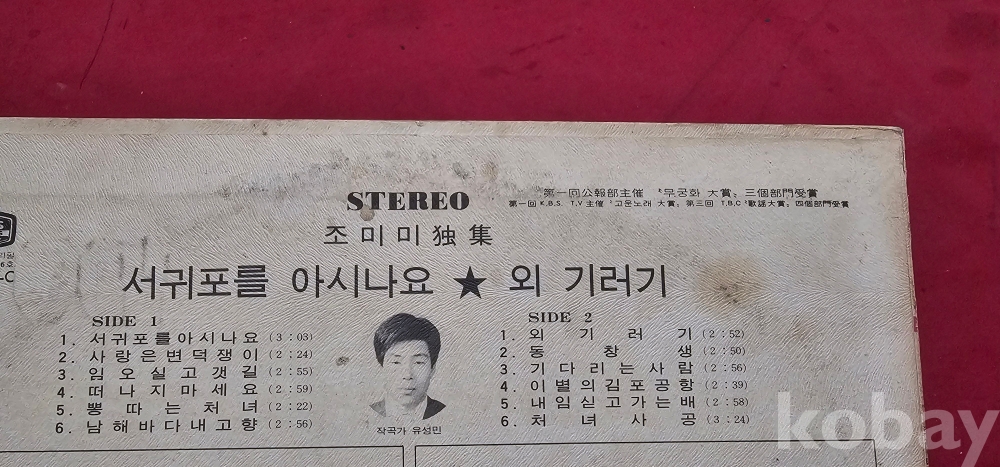 STEREO
第一回公報部主催 "무궁화 大賞" 三個部門受賞
第一回 K.B.S. T.V 主催 "고운노래 大賞" 第三回 T.B.C "歌謠大賞" 四個部門受賞
조미미独集
서귀포를 아시나요 ★ 외 기러기
SIDE 1
1. 서귀포를아시나요 (3:03)
2. 사랑은변덕쟁이 (2:24)
3. 임오실고갯길 (2:55)
4. 떠나지마세요 (2:59)
5. 뽕따는처녀 (2:22)
6. 남해바다내고향 (2:56)
작곡가 유성민
SIDE 2
1. 외기러기 (2:52)
2. 동창생 (2:50)
3. 기다리는사람 (2:56)
4. 이별의김포공항 (2:39)
5. 내임싣고가는배 (2:58)
6. 처녀사공 (3:24)
kobay